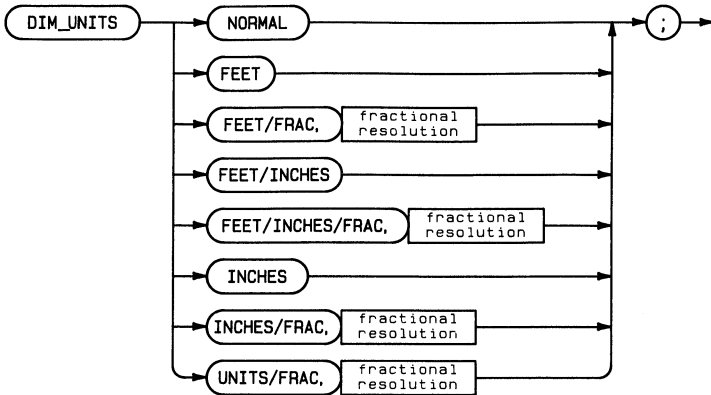 DIM_UNITS NORMAL ;
FEET
FEET/FRAC, fractional
resolution
FEET/INCHES
FEET/INCHES/FRAC, fractional
resolution
INCHES
INCHES/FRAC, fractional
resolution
UNITS/FRAC, fractional
resolution